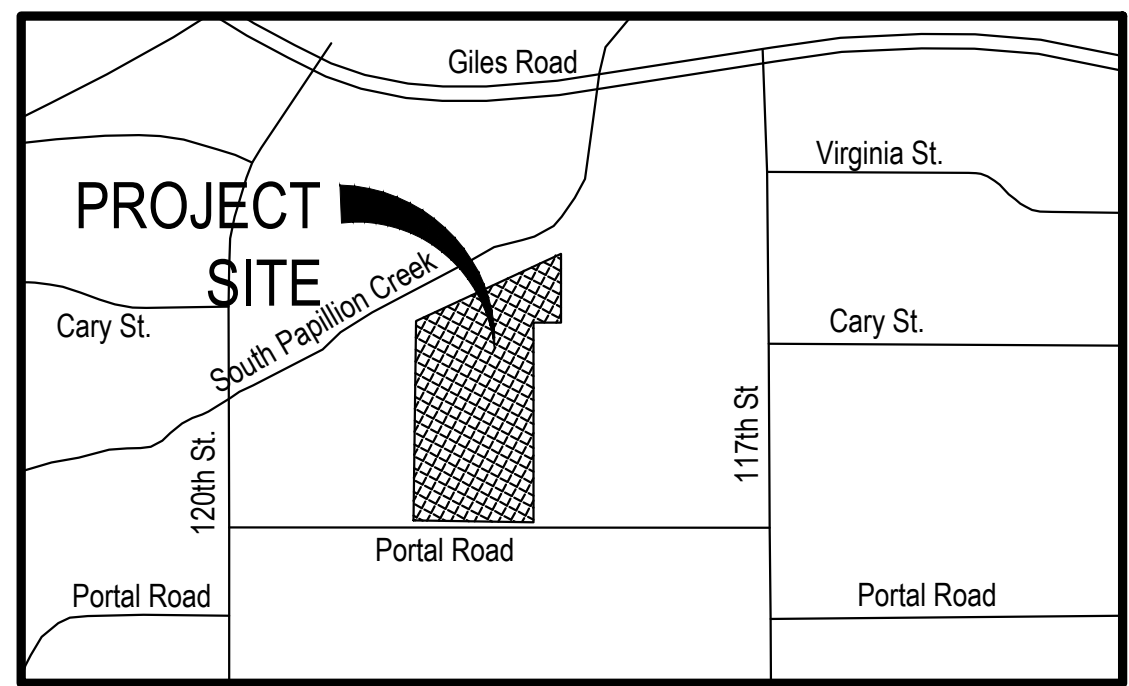 Giles Road
Virginia St.
PROJECT
SITE
South Papillion Creek
Cary St.
Cary St.
120th St.
117th St
Portal Road
Portal Road
Portal Road